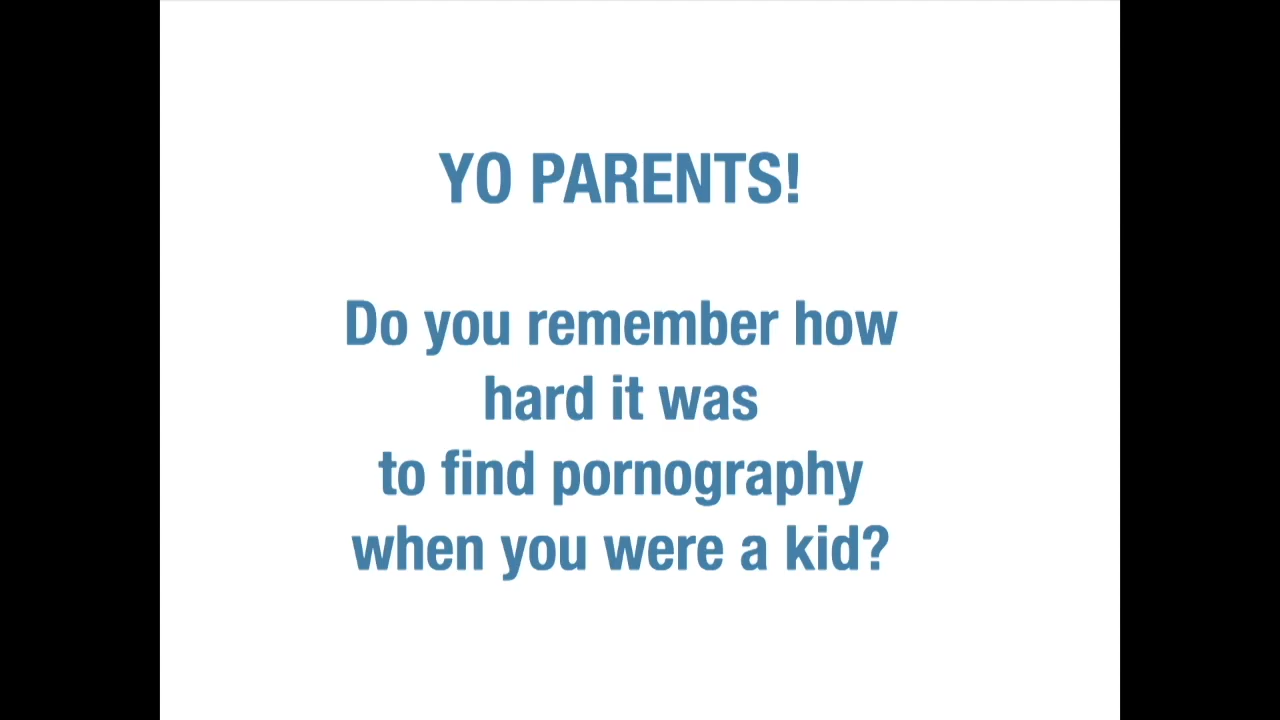 YO PARENTS!
Do you remember how
hard it was
to find pornography
when you were a kid?